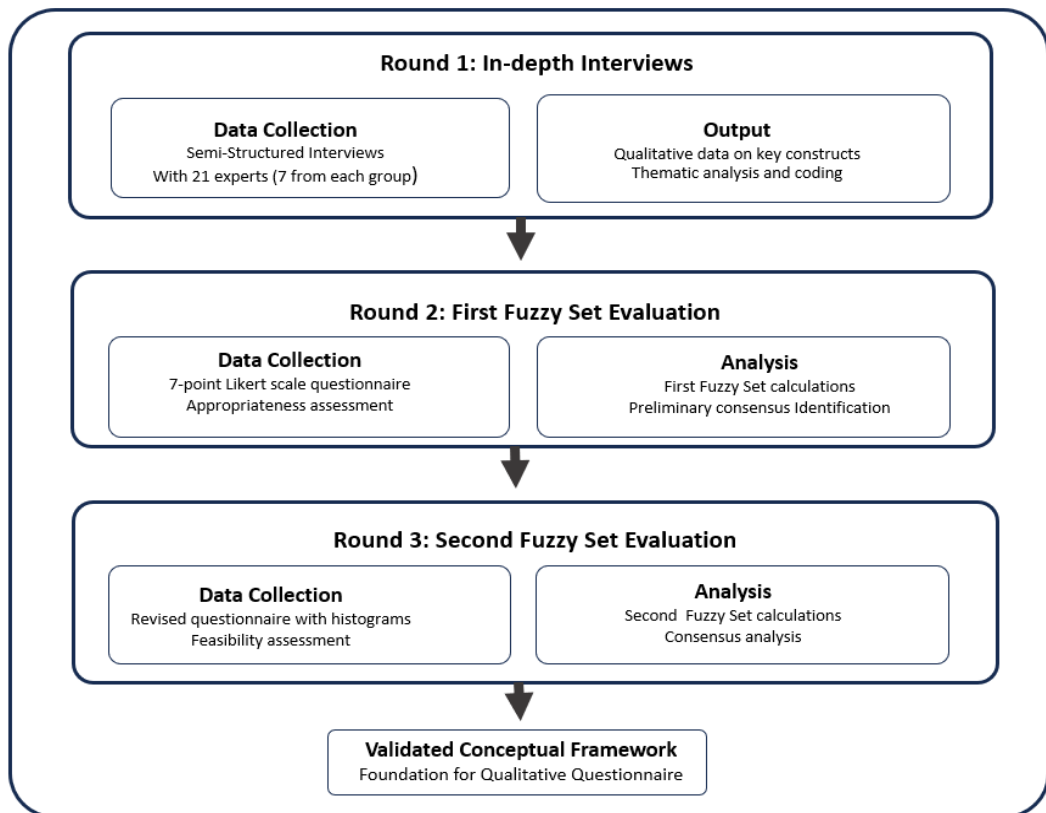 Round 1: In-depth Interviews
Data Collection
Semi-Structured Interviews
With 21 experts (7 from each group)
Output
Qualitative data on key constructs
Thematic analysis and coding
Round 2: First Fuzzy Set Evaluation
Data Collection
7-point Likert scale questionnaire
Appropriateness assessment
Analysis
First Fuzzy Set calculations
Preliminary consensus Identification
Round 3: Second Fuzzy Set Evaluation
Data Collection
Revised questionnaire with histograms
Feasibility assessment
Analysis
Second Fuzzy Set calculations
Consensus analysis
Validated Conceptual Framework
Foundation for Qualitative Questionnaire